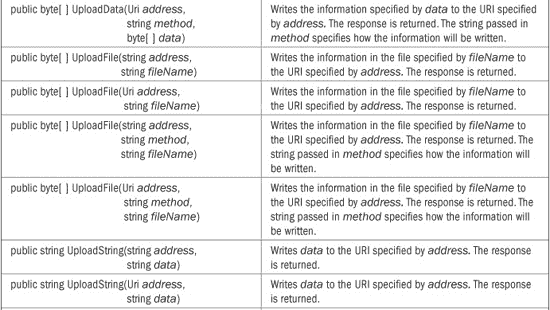 public byte[ ] UploadData(Uri address,
string method,
byte[ ] data)
Writes the information specified by data to the URI specified
by address. The response is returned. The string passed in
method specifies how the information will be written.
public byte[ ] UploadFile(string address,
string fileName)
Writes the information in the file specified by fileName to
the URI specified by address. The response is returned.
public byte[ ] UploadFile(Uri address,
string fileName)
Writes the information in the file specified by fileName to
the URI specified by address. The response is returned.
public byte[ ] UploadFile(string address,
string method,
string fileName)
Writes the information in the file specified by fileName to
the URI specified by address. The response is returned. The
string passed in method specifies how the information will
be written.
public byte[ ] UploadFile(Uri address,
string method,
string fileName)
Writes the information in the file specified by fileName to
the URI specified by address. The response is returned. The
string passed in method specifies how the information will
be written.
public string UploadString(string address,
string data)
Writes data to the URI specified by address. The response
is returned.
public string UploadString(Uri address,
string data)
Writes data to the URI specified by address. The response
is returned.